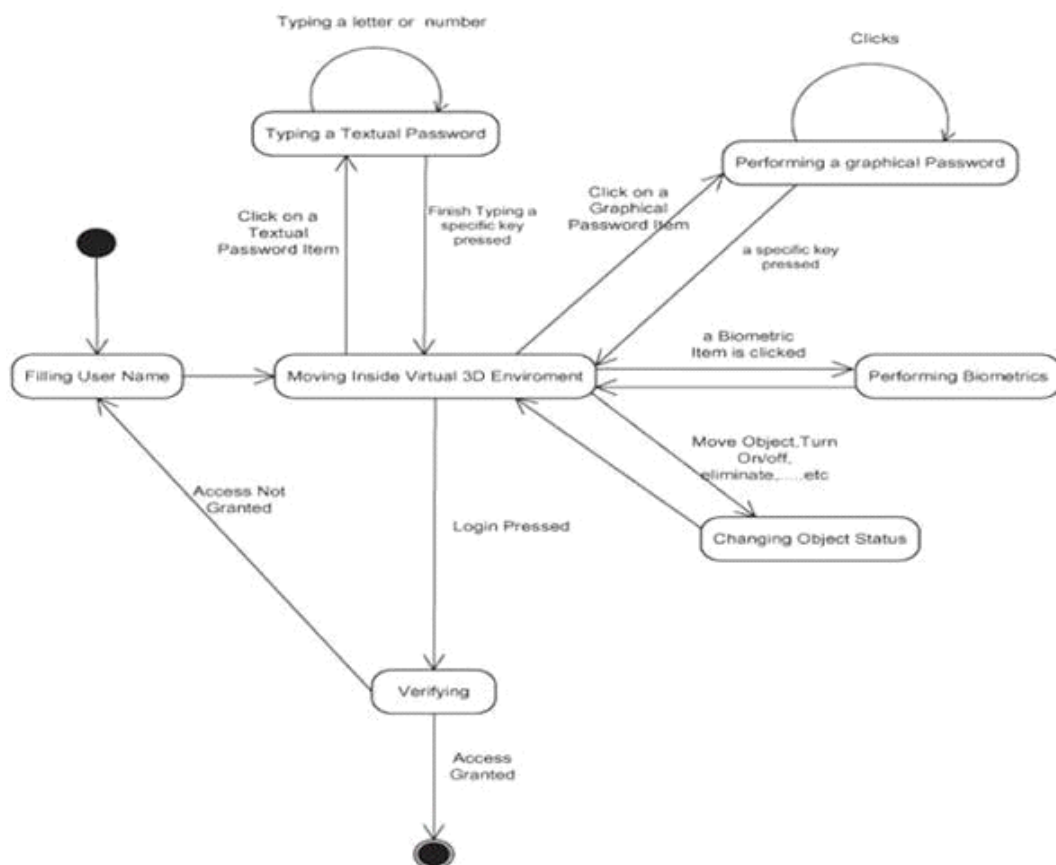 Typing a letter or number
Clicks
Typing a Textual Password
Performing a graphical Password
Click on a
Textual
Password Item
Finish Typing a
specific key
pressed
Click on a
Graphical
Password Item
a specific key
pressed
Filling User Name
Moving Inside Virtual 3D Enviroment
a Biometric
Item is clicked
Performing Biometrics
Move Object,Turn
On/off,
eliminate,.....,etc
Changing Object Status
Access Not
Granted
Login Pressed
Verifying
Access
Granted